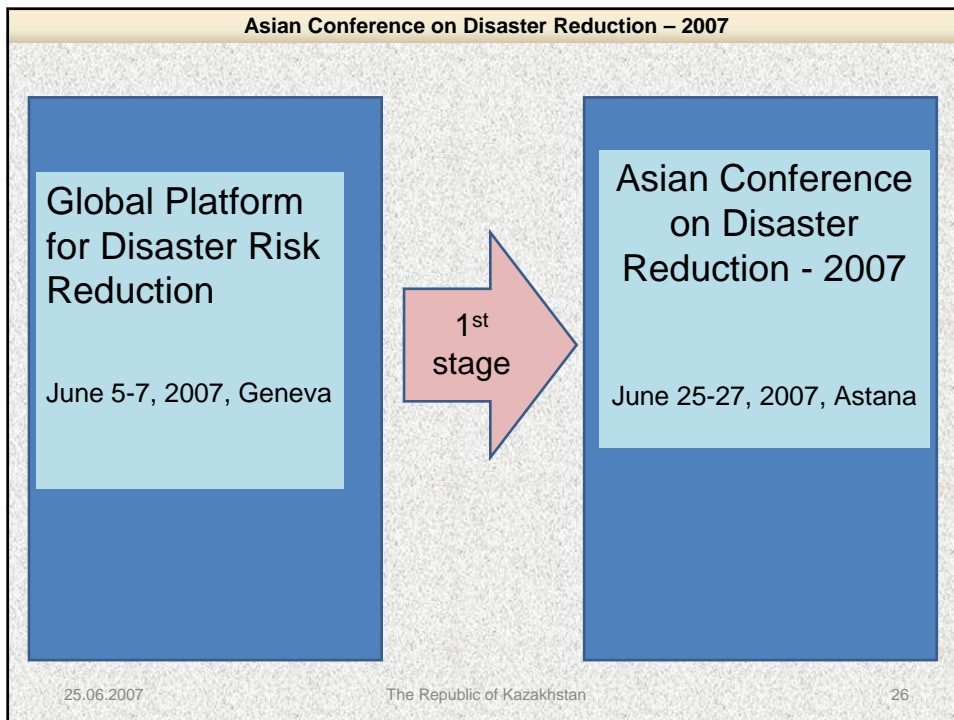 Asian Conference on Disaster Reduction – 2007
Global Platform
for Disaster Risk
Reduction
June 5-7, 2007, Geneva
1st
stage
Asian Conference
on Disaster
Reduction - 2007
June 25-27, 2007, Astana
25.06.2007
The Republic of Kazakhstan
26